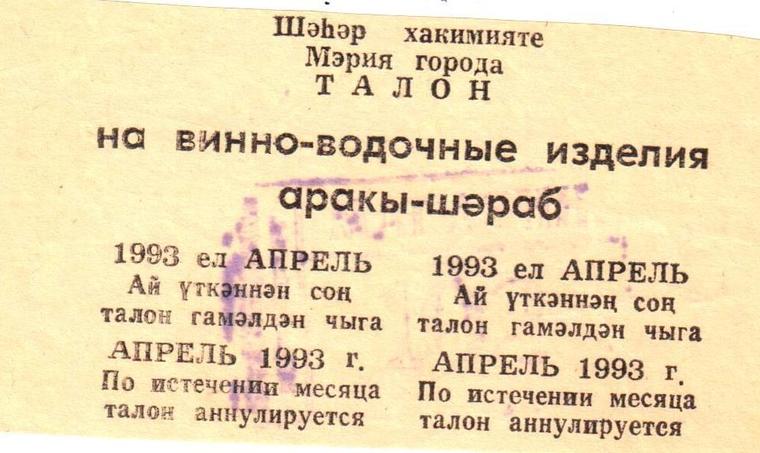 Шәһәр хакимияте
Мэрия города
ТАЛОН
на винно-водочные изделия
аракы-шәраб
1993 ел АПРЕЛЬ
Ай үткәннән соң
талон гамәлдән чыга
АПРЕЛЬ 1993 г.
По истечении месяца
талон аннулируется
1993 ел АПРЕЛЬ
Ай үткәннәң соң
талон гамәлдән чыга
АПРЕЛЬ 1993 г.
По истечении месяца
талон аннулируется